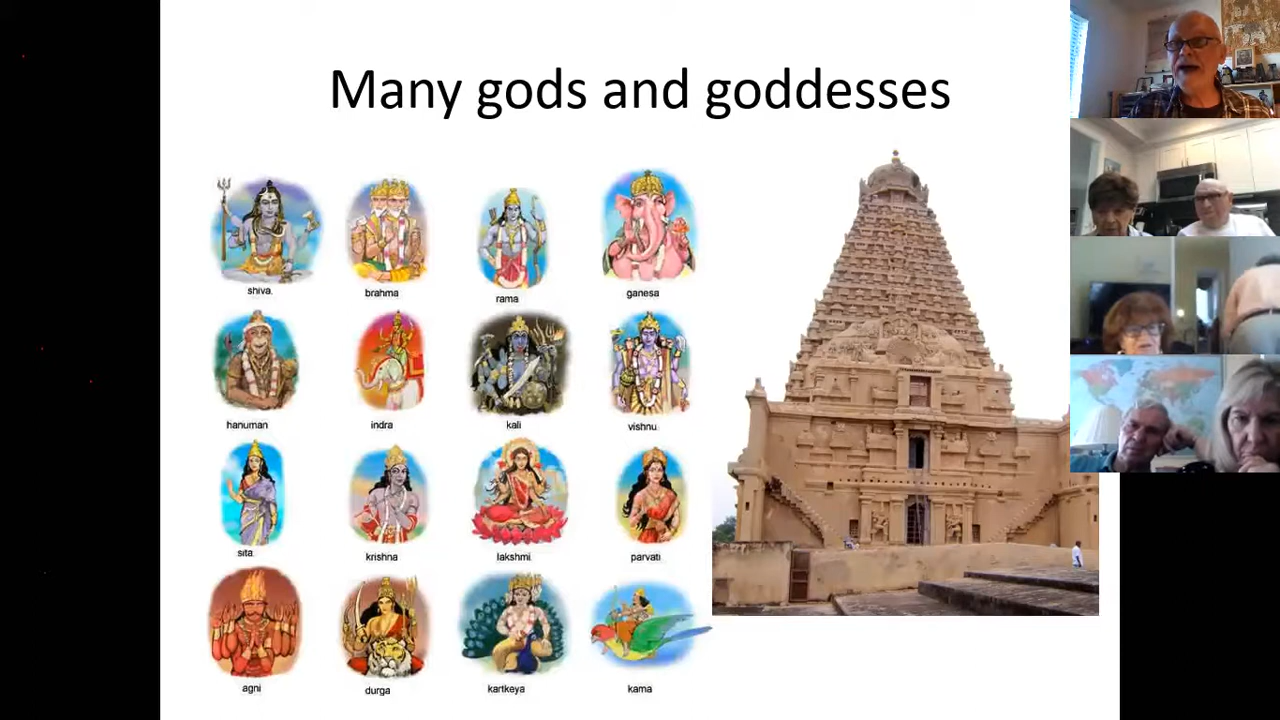 Many gods and goddesses
shiva.
brahma
rama
ganesa
hanuman
indra
kali
vishnu
sita
krishna
lakshmi.
parvati
agni
durga
kartkeya
kama